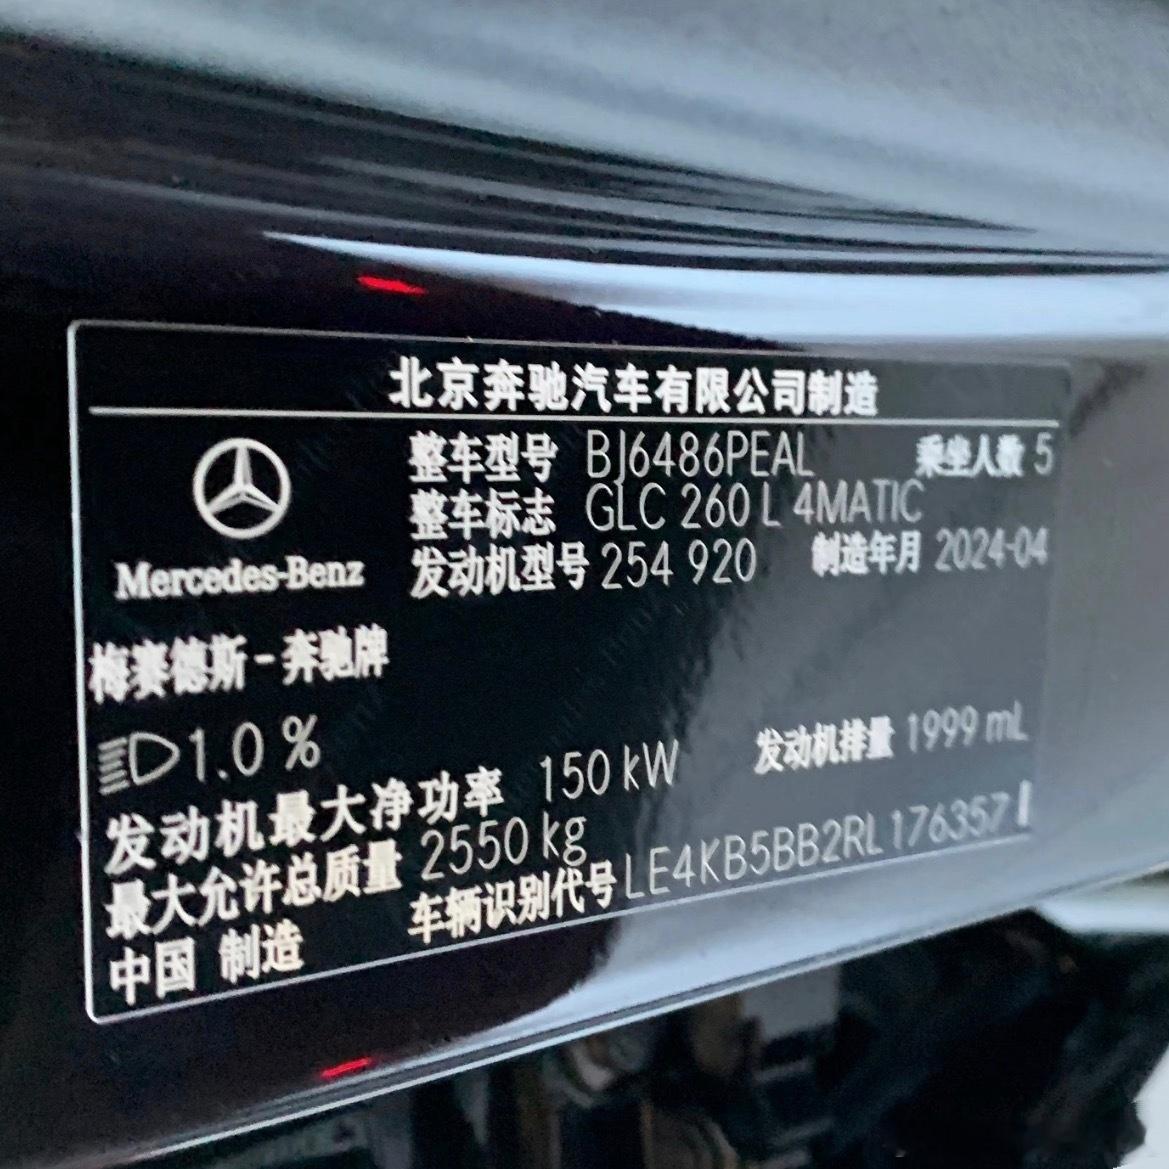 北京奔驰汽车有限公司制造
整车型号 BJ6486PEAL 乘坐人数 5
整车标志 GLC 260 L 4MATIC
发动机型号 254 920 制造年月 2024-04
Mercedes-Benz
梅赛德斯-奔驰牌
1.0 %
发动机最大净功率 150 kW 发动机排量 1999 mL
最大允许总质量 2550 kg
车辆识别代号 LE4KB5BB2RL176357
中国 制造